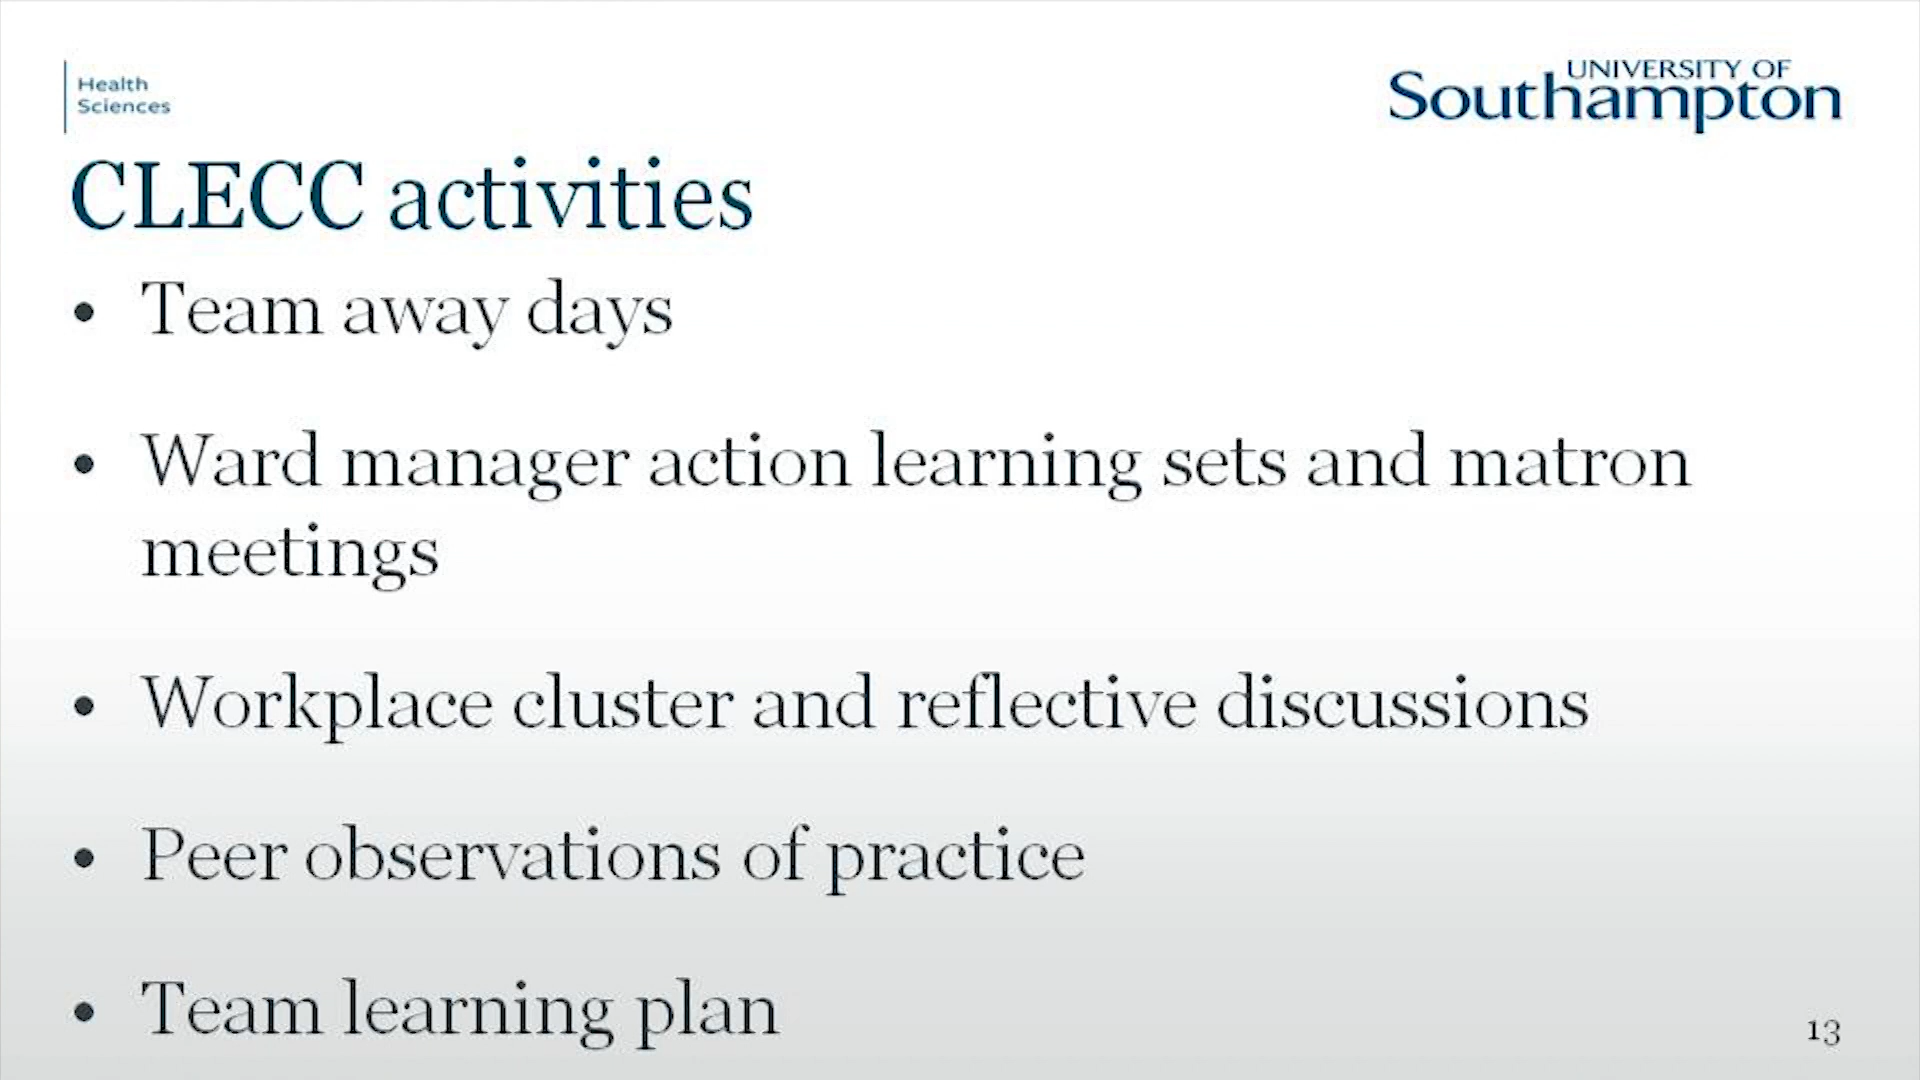 Health
Sciences
UNIVERSITY OF
Southampton
CLECC activities
• Team away days
• Ward manager action learning sets and matron
meetings
• Workplace cluster and reflective discussions
• Peer observations of practice
• Team learning plan
13